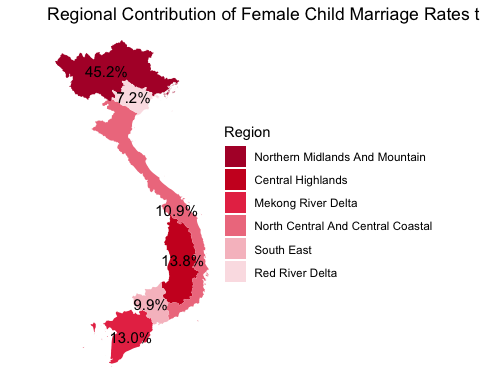 Regional Contribution of Female Child Marriage Rates t
45.2%
7.2%
Region
Northern Midlands And Mountain
Central Highlands
Mekong River Delta
North Central And Central Coastal
South East
Red River Delta
10.9%
13.8%
9.9%
13.0%